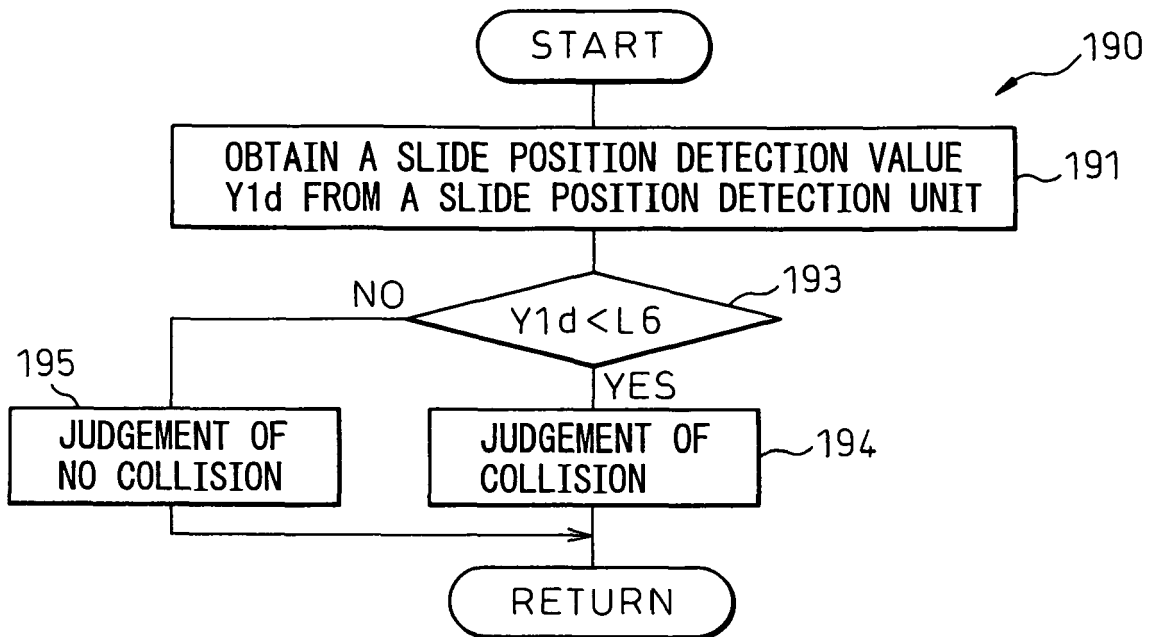 START
190
OBTAIN A SLIDE POSITION DETECTION VALUE
Y1d FROM A SLIDE POSITION DETECTION UNIT
191
193
NO
Y1d<L6
195
YES
JUDGEMENT OF
NO COLLISION
JUDGEMENT OF
COLLISION
194
RETURN